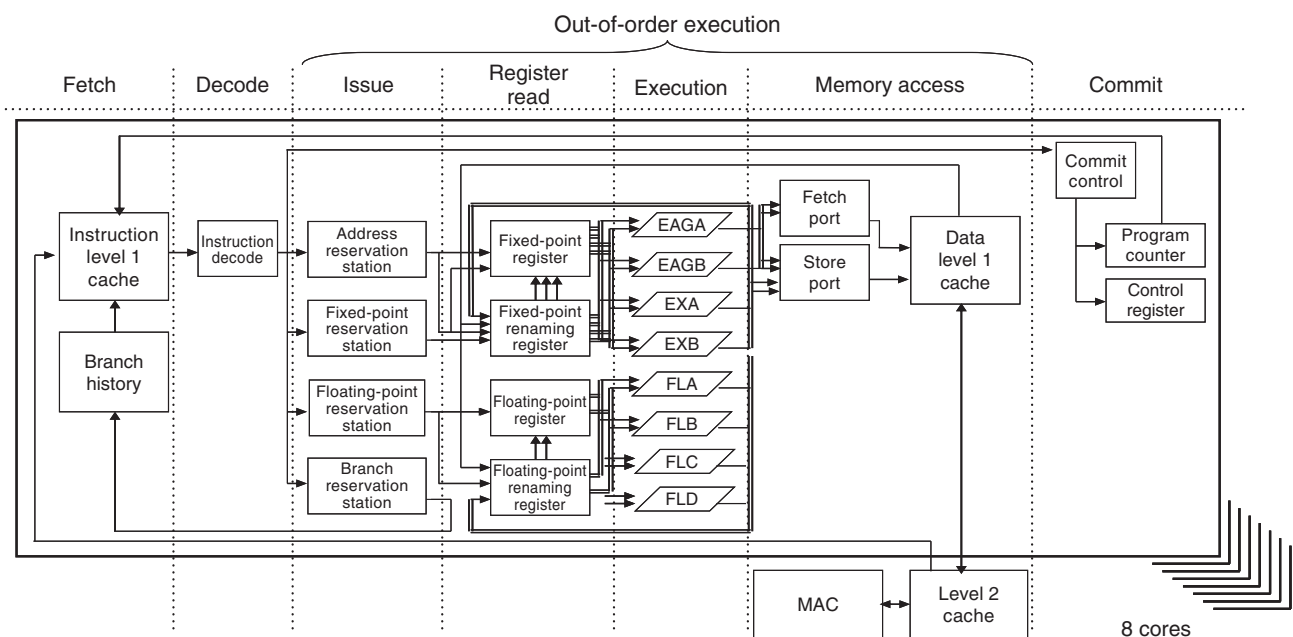 Out-of-order execution
Fetch
Decode
Issue
Register
read
Execution
Memory access
Commit
Instruction
level 1
cache
Branch
history
Instruction
decode
Address
reservation
station
Fixed-point
reservation
station
Floating-point
reservation
station
Branch
reservation
station
Fixed-point
register
Fixed-point
renaming
register
Floating-point
register
Floating-point
renaming
register
EAGA
EAGB
EXA
EXB
FLA
FLB
FLC
FLD
Fetch
port
Store
port
Data
level 1
cache
Commit
control
Program
counter
Control
register
MAC
Level 2
cache
8 cores